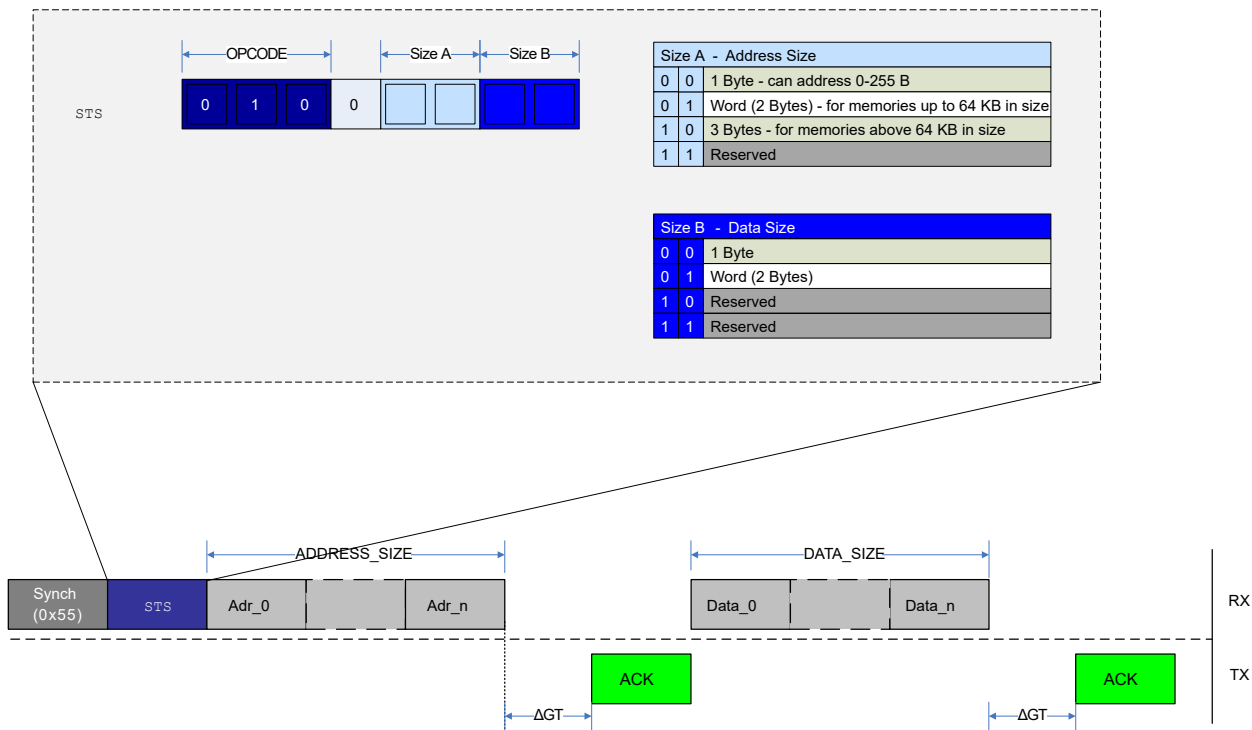 OPCODE Size A Size B
STS 0 1 0 0
Size A - Address Size
0 0 1 Byte - can address 0-255 B
0 1 Word (2 Bytes) - for memories up to 64 KB in size
1 0 3 Bytes - for memories above 64 KB in size
1 1 Reserved
Size B - Data Size
0 0 1 Byte
0 1 Word (2 Bytes)
1 0 Reserved
1 1 Reserved
ADDRESS_SIZE DATA_SIZE
Synch
(0x55)
STS Adr_0 Adr_n Data_0 Data_n RX
ACK ACK TX
ΔGT ΔGT